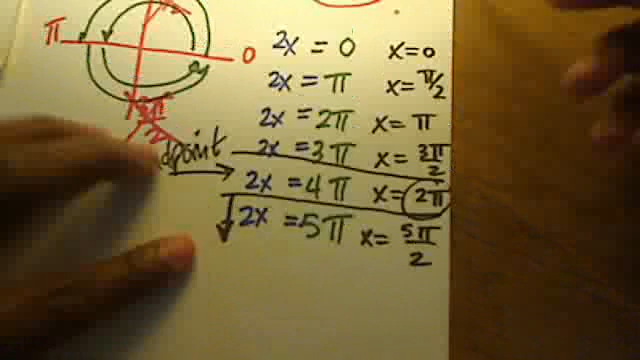 π 0
3π/2
2x = 0 x=0
2x = π x=π/2
2x = 2π x= π
2x = 3π x= 3π/2
2x = 4π x= 2π
2x = 5π x= 5π/2